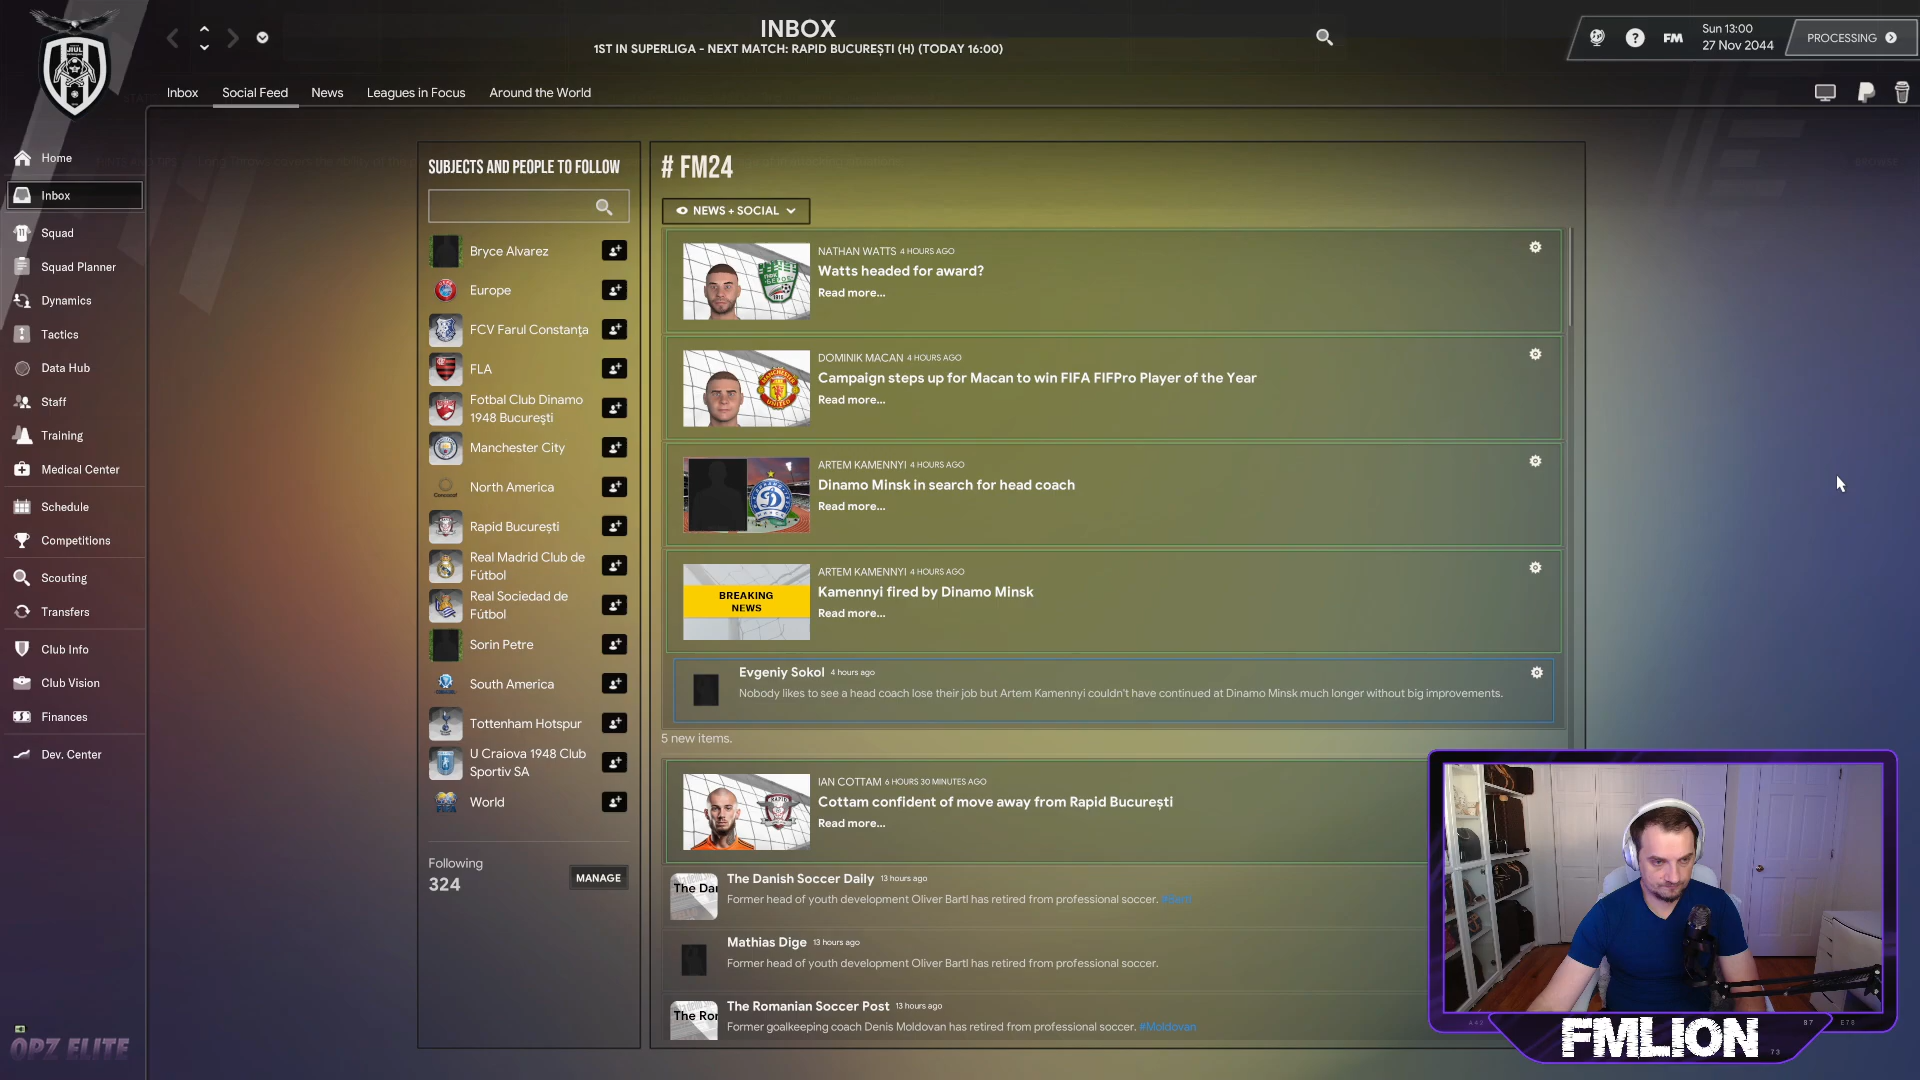 INBOX
1ST IN SUPERLIGA - NEXT MATCH: RAPID BUCUREȘTI (H) (TODAY 16:00)
FM
Sun 13:00
27 Nov 2044
PROCESSING
Inbox
Social Feed
News
Leagues in Focus
Around the World
Home
Inbox
Squad
Squad Planner
Dynamics
Tactics
Data Hub
Staff
Training
Medical Center
Schedule
Competitions
Scouting
Transfers
Club Info
Club Vision
Finances
Dev. Center
OPZ ELITE
SUBJECTS AND PEOPLE TO FOLLOW
Bryce Alvarez
Europe
FCV Farul Constanța
FLA
Fotbal Club Dinamo
1948 București
Manchester City
North America
Rapid București
Real Madrid Club de
Fútbol
Real Sociedad de
Fútbol
Sorin Petre
South America
Tottenham Hotspur
U Craiova 1948 Club
Sportiv SA
World
Following
324
MANAGE
# FM24
NEWS + SOCIAL
NATHAN WATTS 4 HOURS AGO
Watts headed for award?
Read more...
DOMINIK MACAN 4 HOURS AGO
Campaign steps up for Macan to win FIFA FIFPro Player of the Year
Read more...
ARTEM KAMENNYI 4 HOURS AGO
Dinamo Minsk in search for head coach
Read more...
BREAKING
NEWS
ARTEM KAMENNYI 4 HOURS AGO
Kamennyi fired by Dinamo Minsk
Read more...
Evgeniy Sokol 4 hours ago
Nobody likes to see a head coach lose their job but Artem Kamennyi couldn't have continued at Dinamo Minsk much longer without big improvements.
5 new items.
IAN COTTAM 6 HOURS 30 MINUTES AGO
Cottam confident of move away from Rapid București
Read more...
The Dan
The Danish Soccer Daily 13 hours ago
Former head of youth development Oliver Bartl has retired from professional soccer. #Bartl
Mathias Dige 13 hours ago
Former head of youth development Oliver Bartl has retired from professional soccer.
The Ror
The Romanian Soccer Post 13 hours ago
Former goalkeeping coach Denis Moldovan has retired from professional soccer. #Moldovan
FMLION